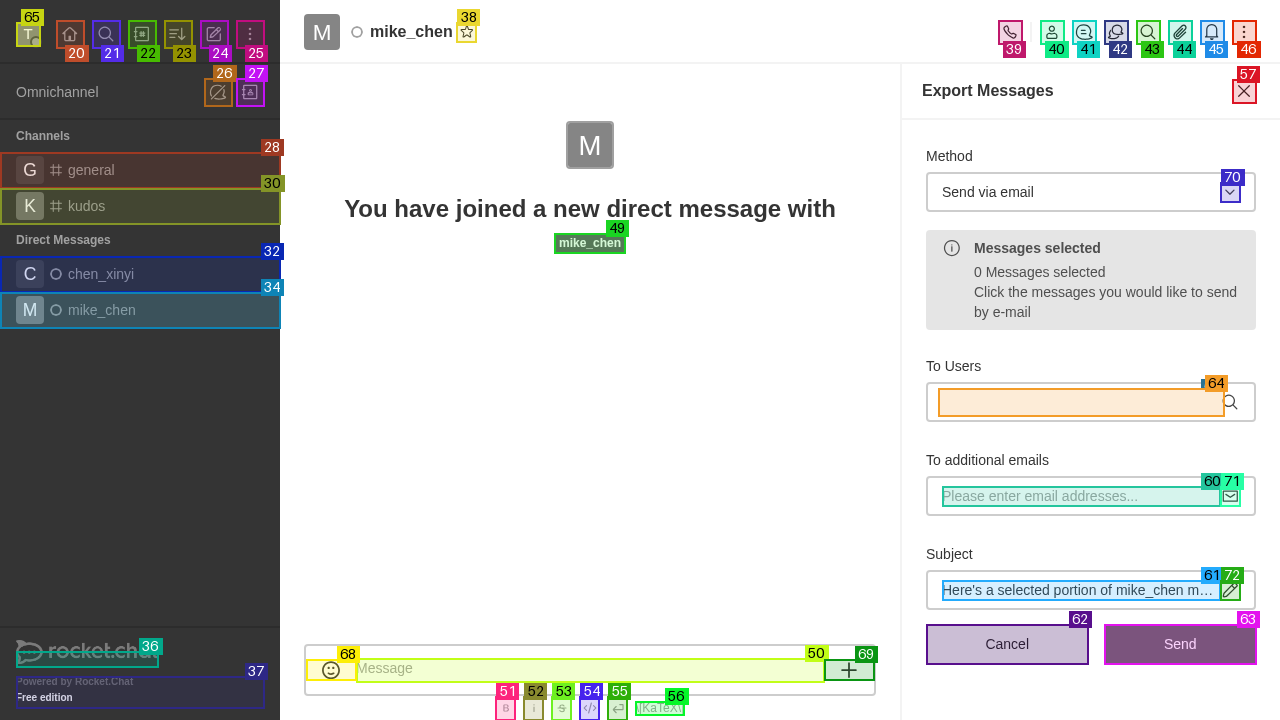 65
T
20
21
22
23
24
25
Omnichannel
26
27
Channels
28
G general
30
K kudos
Direct Messages
32
C chen_xinyi
34
M mike_chen
36
rocket.chat
37
Powered by Rocket.Chat
Free edition
M mike_chen
38
39
40
41
42
43
44
45
46
M
You have joined a new direct message with
49
mike_chen
68
50
69
Message
51
52
53
54
55
56
B
i
S
\[KaTeX\]
Export Messages
57
Method
70
Send via email
Messages selected
0 Messages selected
Click the messages you would like to send
by e-mail
To Users
64
To additional emails
60
71
Please enter email addresses...
Subject
61
72
Here's a selected portion of mike_chen m...
62
63
Cancel
Send